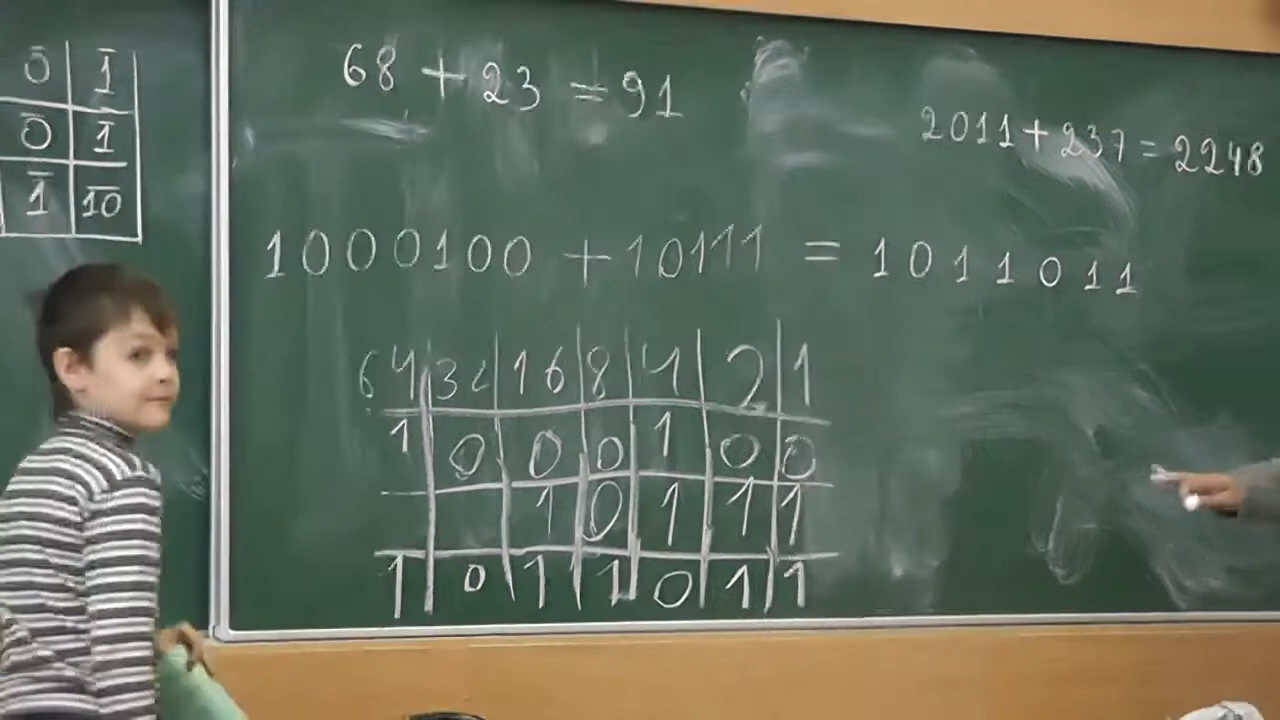 0 1
0 1
1 10
68 + 23 = 91
2011 + 237 = 2248
1000100 + 10111 = 1011011
64 32 16 8 4 2 1
1 0 0 0 1 0 0
1 0 1 1 1
1 0 1 1 0 1 1